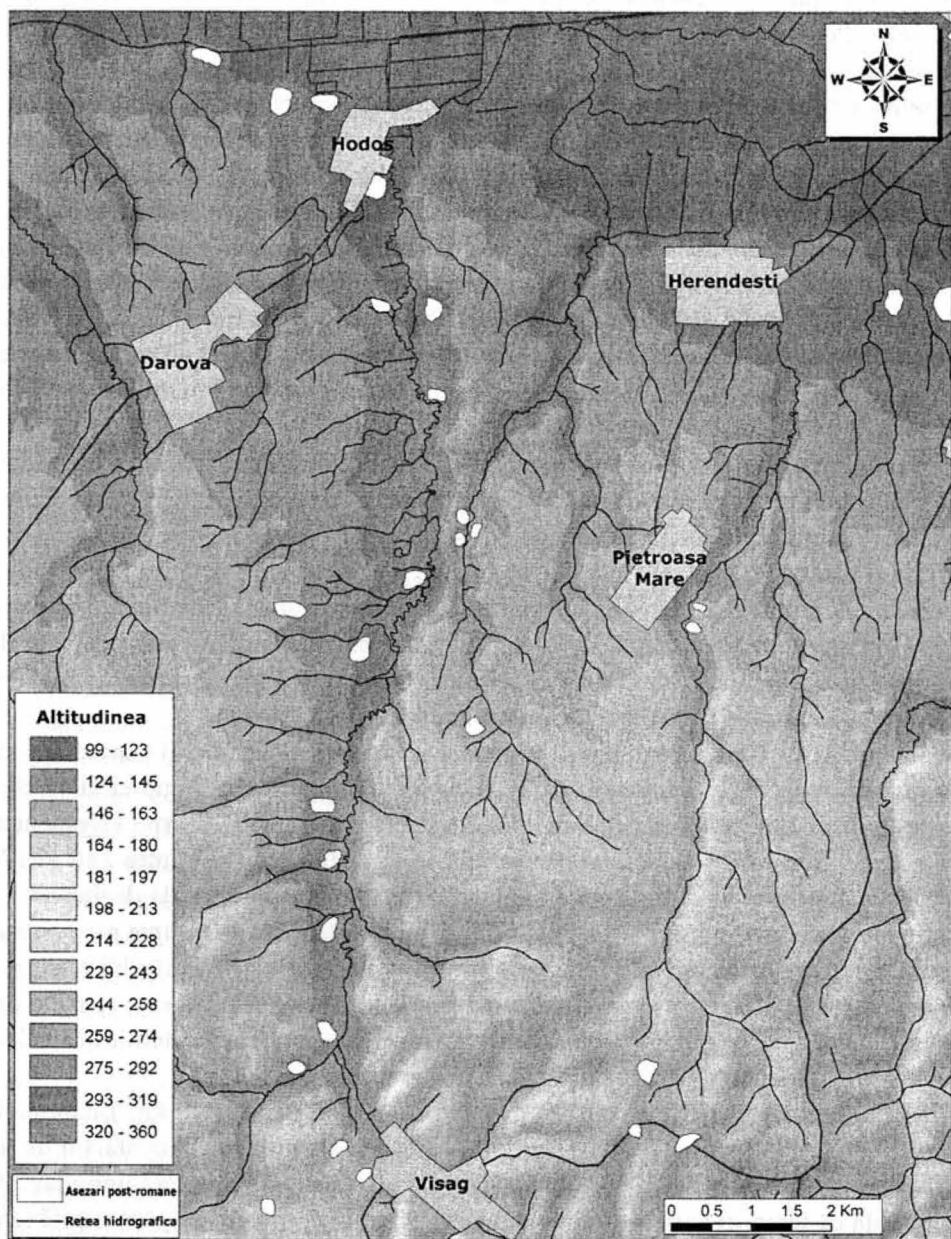 N
W E
S
Hodos
Herendesti
Darova
Pietroasa
Mare
Altitudinea
99 - 123
124 - 145
146 - 163
164 - 180
181 - 197
198 - 213
214 - 228
229 - 243
244 - 258
259 - 274
275 - 292
293 - 319
320 - 360
Asezari post-romane
Retea hidrografica
Visag
0 0.5 1 1.5 2 Km